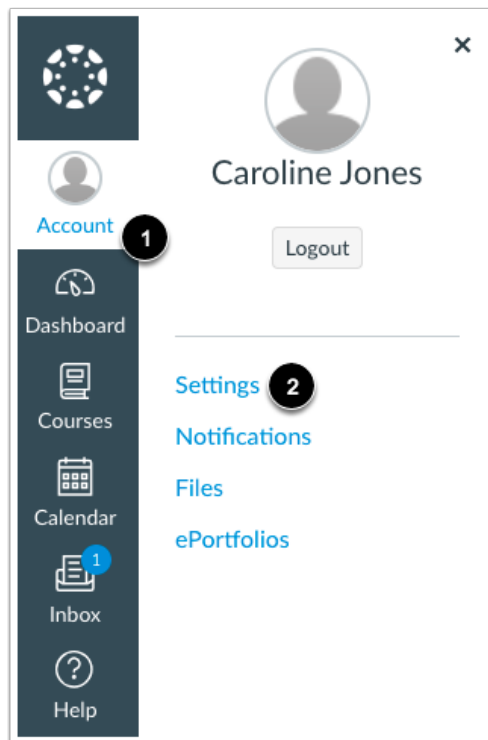 ×
Caroline Jones
Account
1
Logout
Dashboard
Settings 2
Notifications
Courses
Files
Calendar
ePortfolios
1
Inbox
?
Help